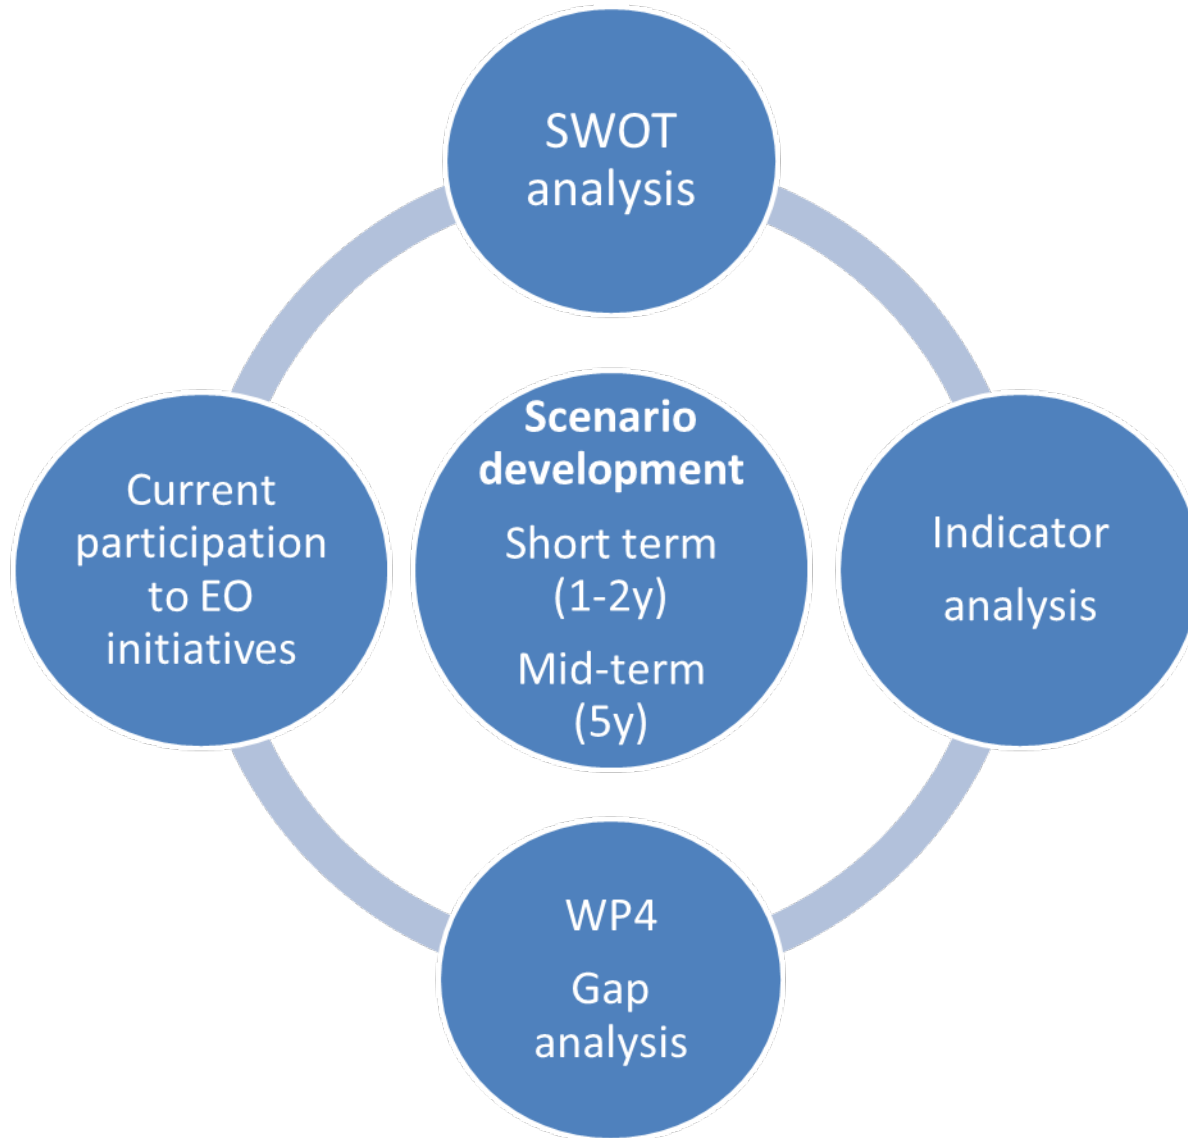 SWOT
analysis
Current
participation
to EO
initiatives
Scenario
development
Short term
(1-2y)
Mid-term
(5y)
Indicator
analysis
WP4
Gap
analysis